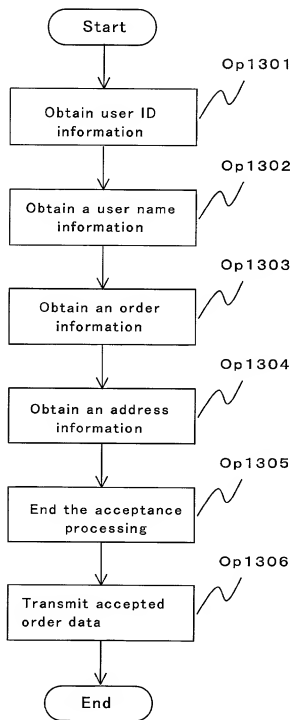 Start
Op1301
Obtain user ID
information
Op1302
Obtain a user name
information
Op1303
Obtain an order
information
Op1304
Obtain an address
information
Op1305
End the acceptance
processing
Op1306
Transmit accepted
order data
End